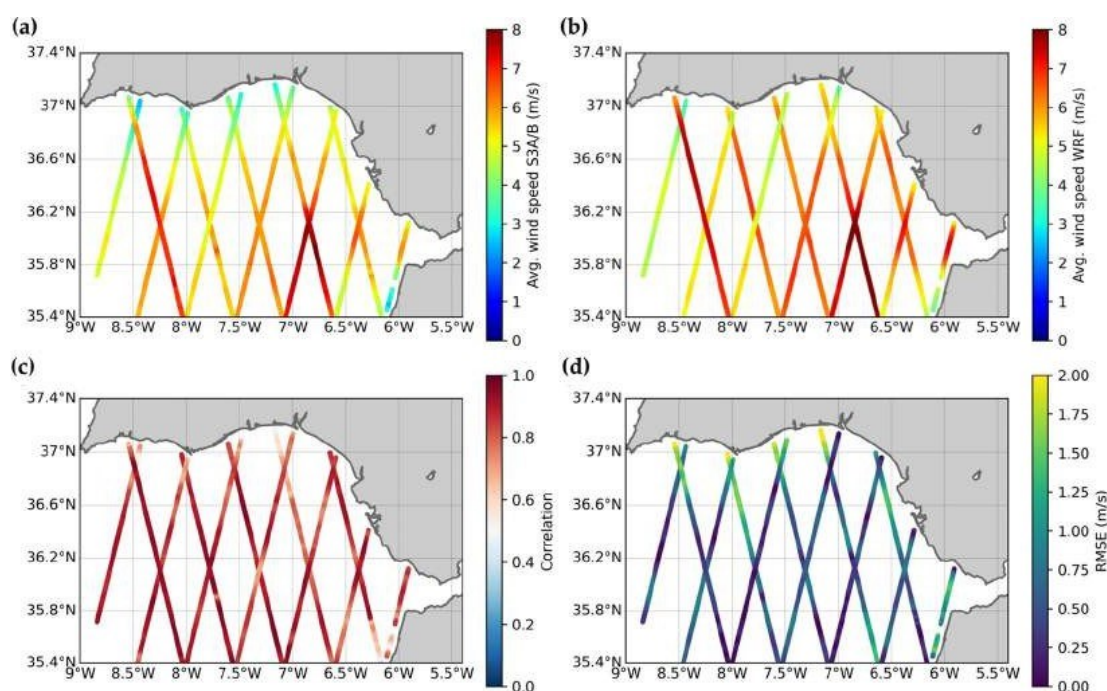 (a)
37.4°N
37°N
36.6°N
36.2°N
35.8°N
35.4°N
9°W 8.5°W 8°W 7.5°W 7°W 6.5°W 6°W 5.5°W
8
7
6
5
4
3
2
1
0
Avg. wind speed S3A/B (m/s)
(b)
37.4°N
37°N
36.6°N
36.2°N
35.8°N
35.4°N
9°W 8.5°W 8°W 7.5°W 7°W 6.5°W 6°W 5.5°W
8
7
6
5
4
3
2
1
0
Avg. wind speed WRF (m/s)
(c)
37.4°N
37°N
36.6°N
36.2°N
35.8°N
35.4°N
9°W 8.5°W 8°W 7.5°W 7°W 6.5°W 6°W 5.5°W
1.0
0.8
0.6
0.4
0.2
0.0
Correlation
(d)
37.4°N
37°N
36.6°N
36.2°N
35.8°N
35.4°N
9°W 8.5°W 8°W 7.5°W 7°W 6.5°W 6°W 5.5°W
2.00
1.75
1.50
1.25
1.00
0.75
0.50
0.25
0.00
RMSE (m/s)